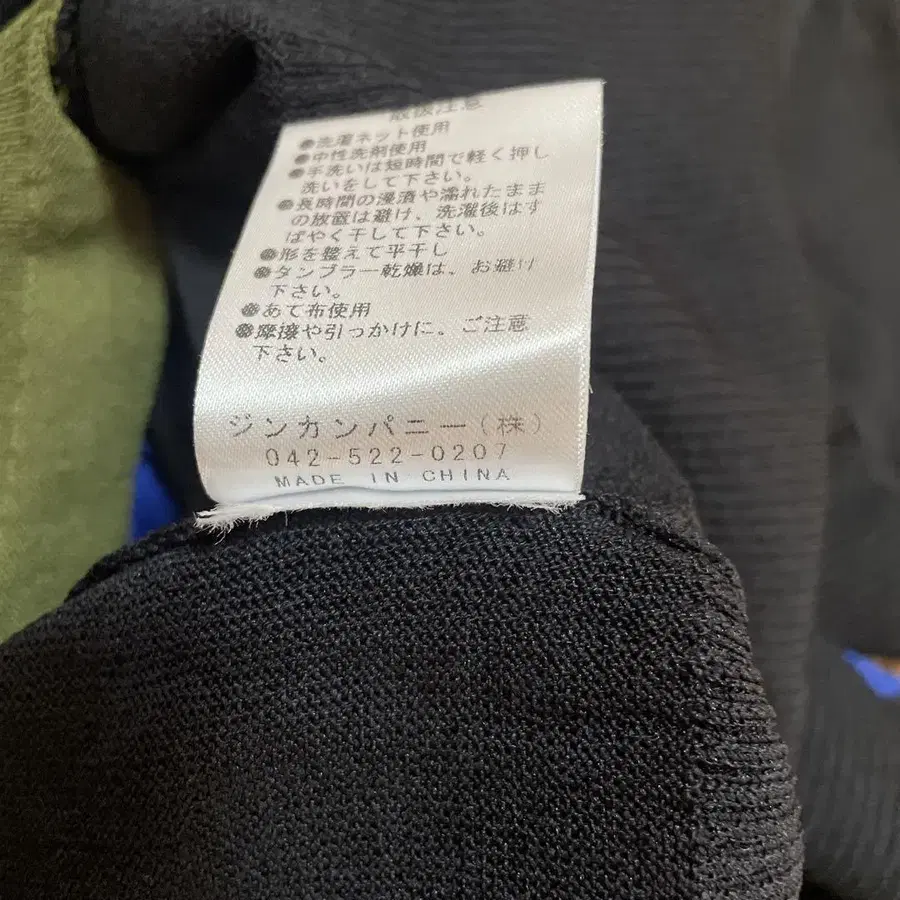 取扱注意
●洗濯ネット使用
●中性洗剤使用
●手洗いは短時間で軽く押し
洗いをして下さい。
●長時間の浸漬や濡れたまま
の放置は避け、洗濯後はす
ばやく干して下さい。
●形を整えて平干し
●タンブラー乾燥は、お避け
下さい。
●あて布使用
●摩擦や引っかけに。ご注意
下さい。
ジンカンパニー(株)
042-522-0207
MADE IN CHINA